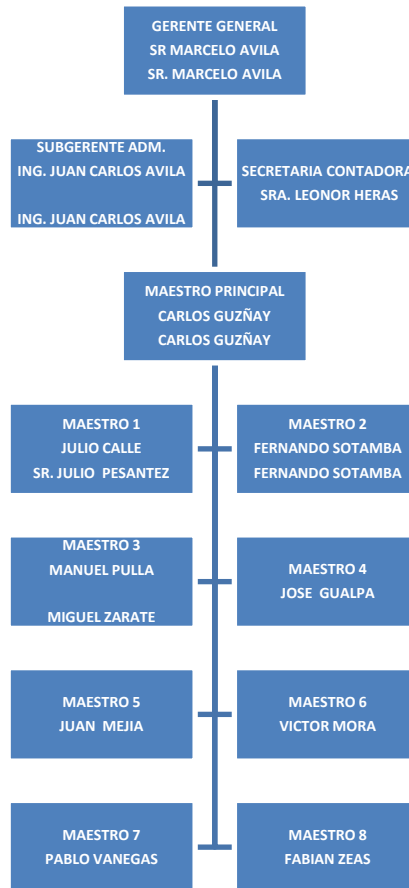 GERENTE GENERAL
SR MARCELO AVILA
SR. MARCELO AVILA
SUBGERENTE ADM.
ING. JUAN CARLOS AVILA
ING. JUAN CARLOS AVILA
SECRETARIA CONTADORA
SRA. LEONOR HERAS
MAESTRO PRINCIPAL
CARLOS GUZÑAY
CARLOS GUZÑAY
MAESTRO 1
JULIO CALLE
SR. JULIO PESANTEZ
MAESTRO 2
FERNANDO SOTAMBA
FERNANDO SOTAMBA
MAESTRO 3
MANUEL PULLA
MIGUEL ZARATE
MAESTRO 4
JOSE GUALPA
MAESTRO 5
JUAN MEJIA
MAESTRO 6
VICTOR MORA
MAESTRO 7
PABLO VANEGAS
MAESTRO 8
FABIAN ZEAS